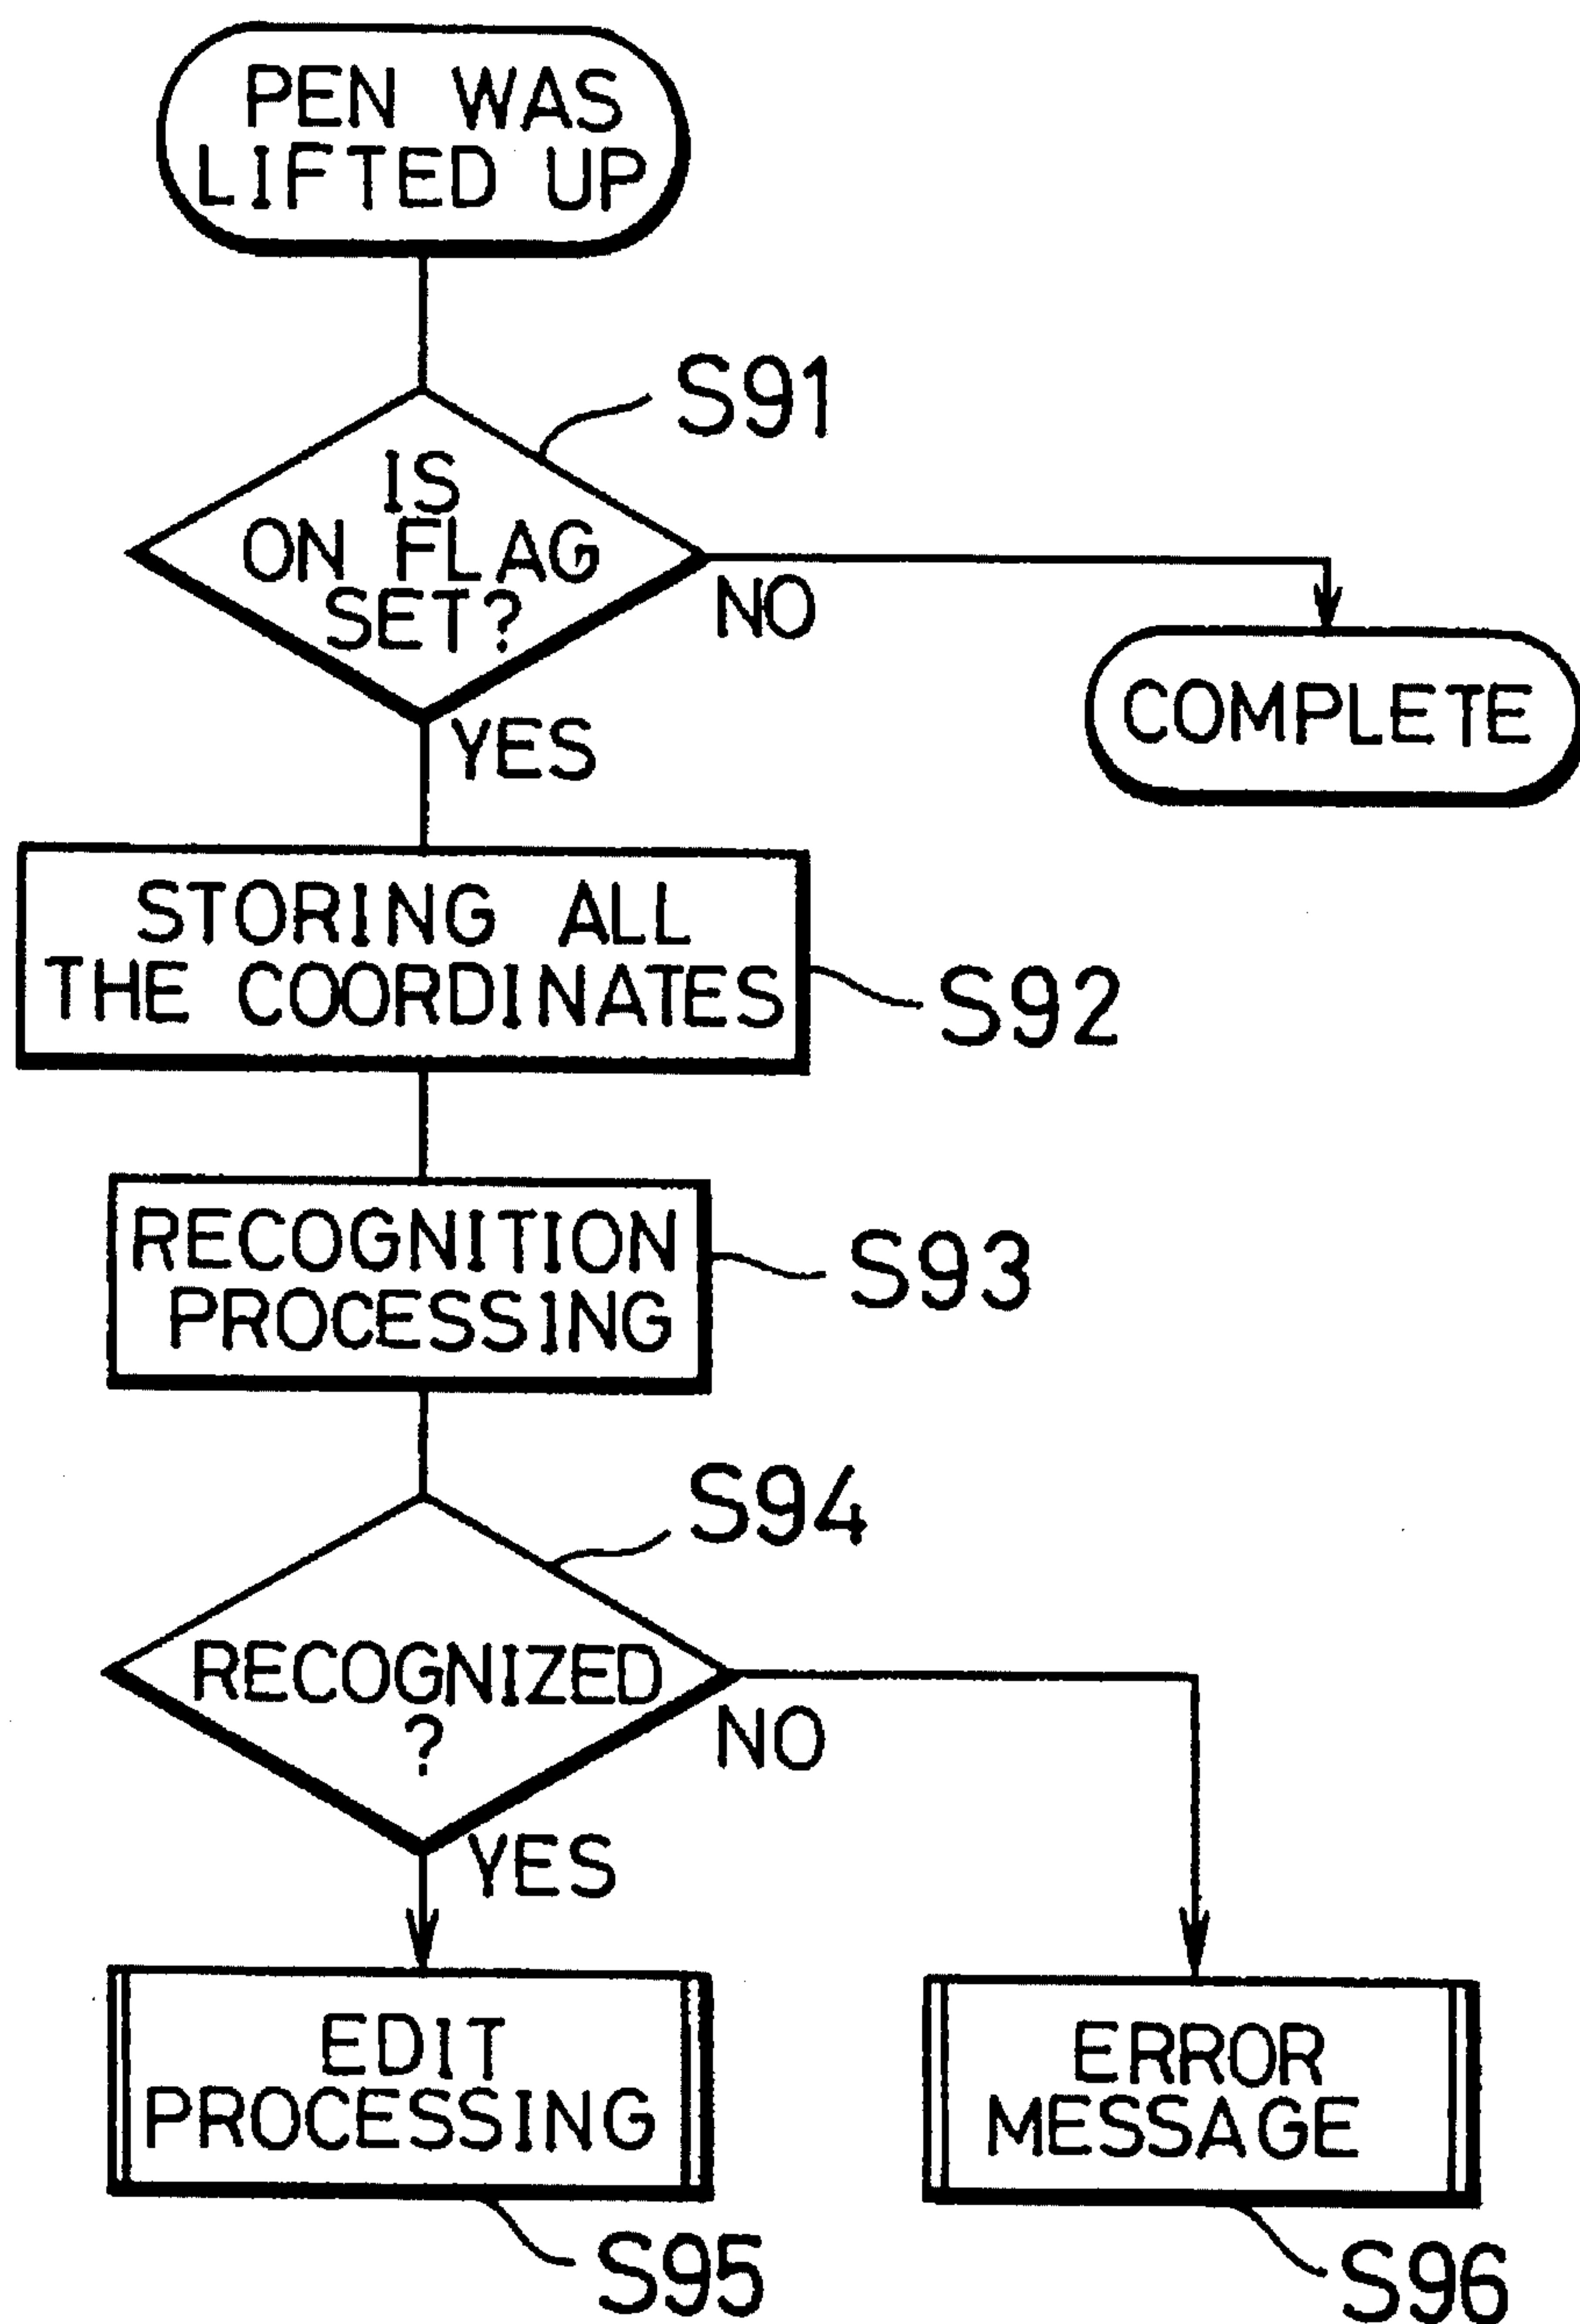 PEN WAS
LIFTED UP
S91
IS
ON FLAG
SET?
NO
COMPLETE
YES
STORING ALL
THE COORDINATES
S92
RECOGNITION
PROCESSING
S93
S94
RECOGNIZED
?
NO
YES
EDIT
PROCESSING
ERROR
MESSAGE
S95
S96